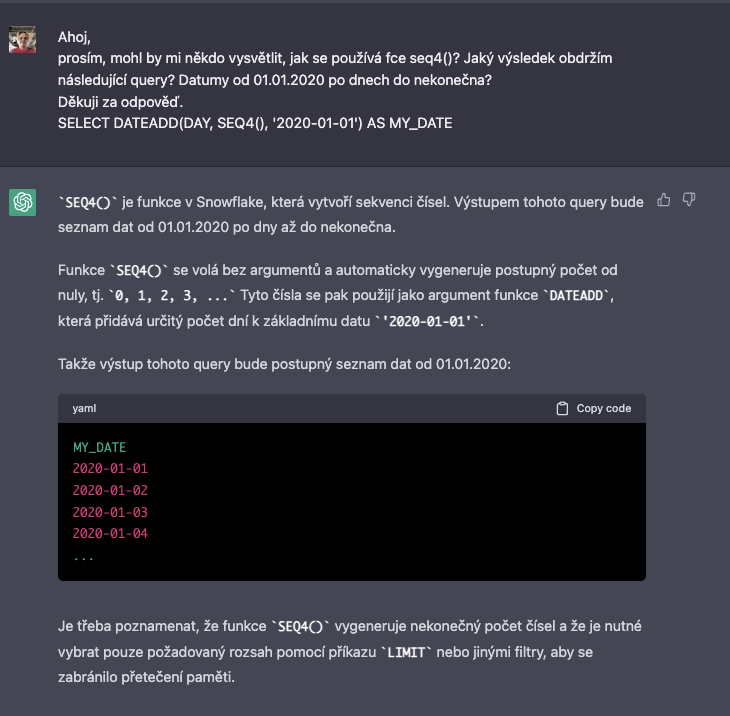 Ahoj,
prosím, mohl by mi někdo vysvětlit, jak se používá fce seq4()? Jaký výsledek obdržím
následující query? Datumy od 01.01.2020 po dnech do nekonečna?
Děkuji za odpověď.
SELECT DATEADD(DAY, SEQ4(), '2020-01-01') AS MY_DATE
`SEQ4()` je funkce v Snowflake, která vytvoří sekvenci čísel. Výstupem tohoto query bude
seznam dat od 01.01.2020 po dny až do nekonečna.
Funkce `SEQ4()` se volá bez argumentů a automaticky vygeneruje postupný počet od
nuly, tj. `0, 1, 2, 3, ...` Tyto čísla se pak použijí jako argument funkce `DATEADD`,
která přidává určitý počet dní k základnímu datu `'2020-01-01'`.
Takže výstup tohoto query bude postupný seznam dat od 01.01.2020:
yaml
Copy code
MY_DATE
2020-01-01
2020-01-02
2020-01-03
2020-01-04
...
Je třeba poznamenat, že funkce `SEQ4()` vygeneruje nekonečný počet čísel a že je nutné
vybrat pouze požadovaný rozsah pomocí příkazu `LIMIT` nebo jinými filtry, aby se
zabránilo přetečení paměti.